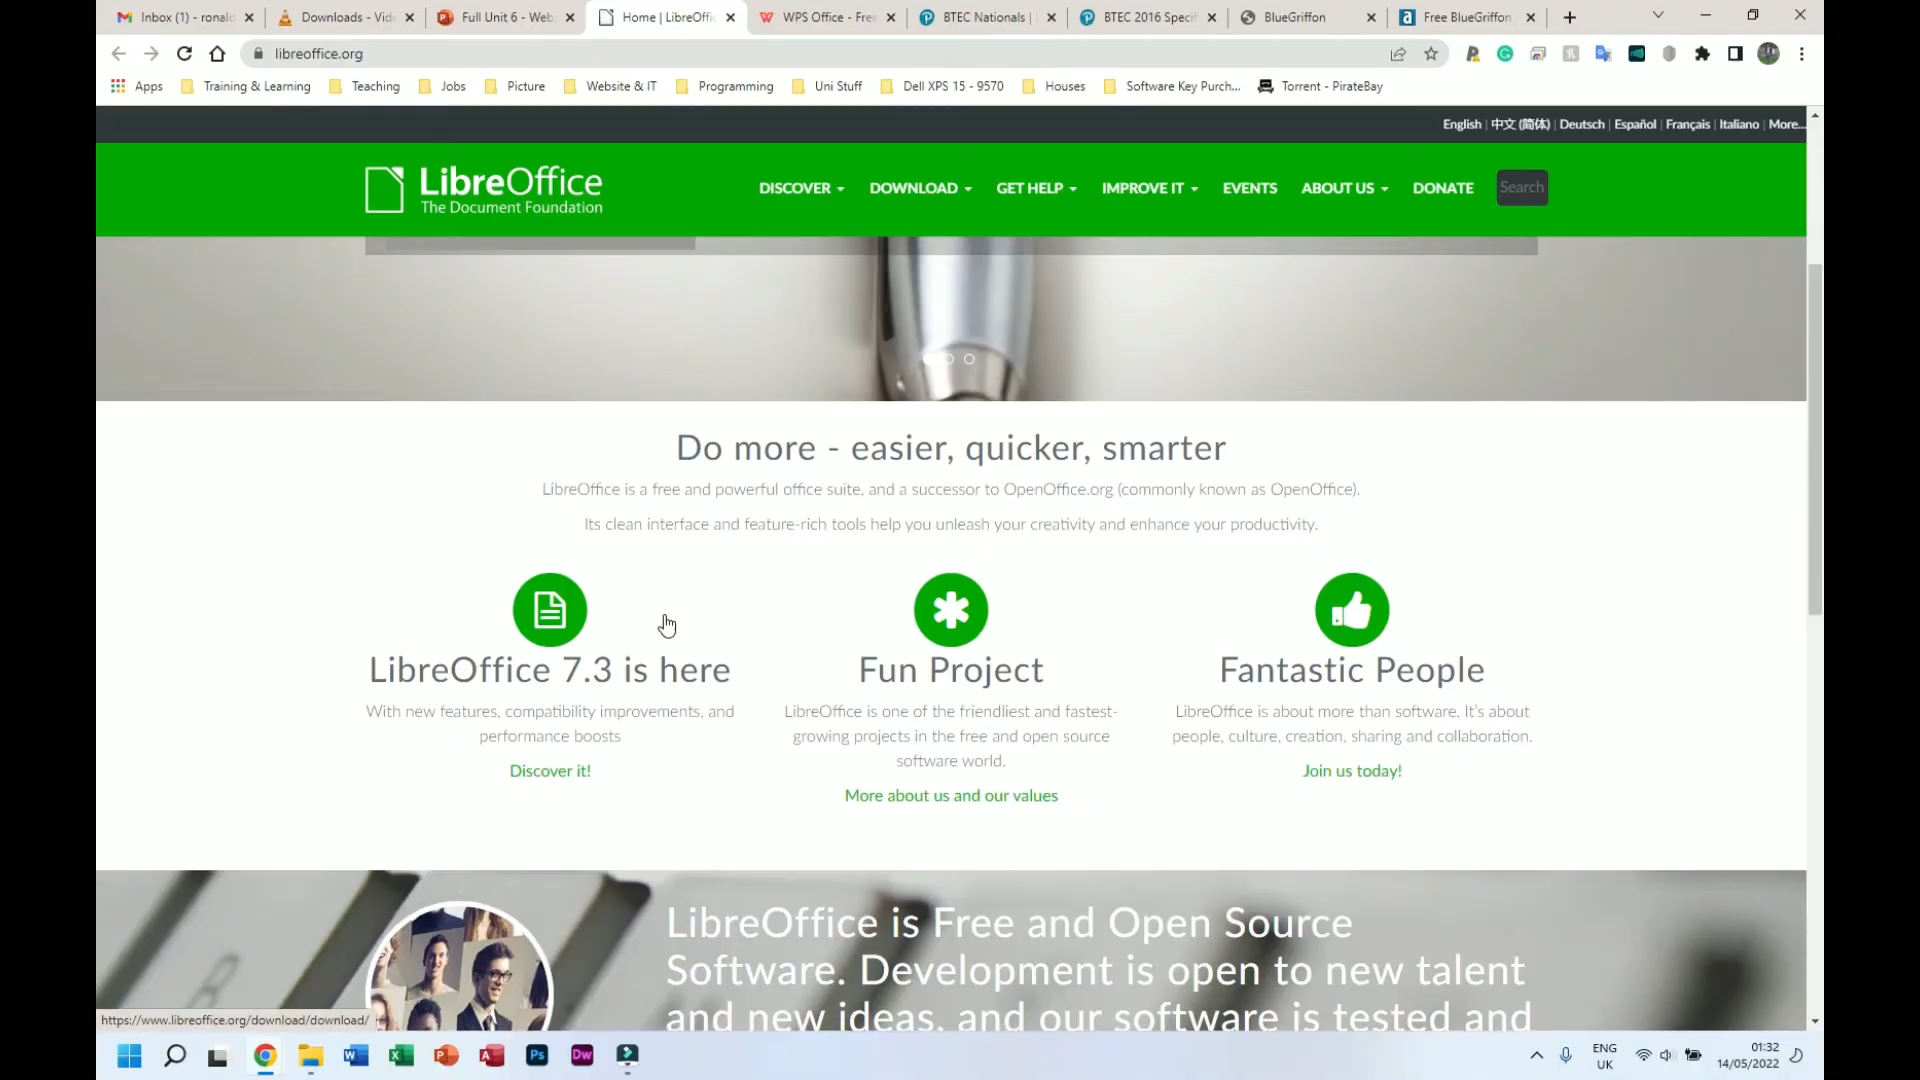 Inbox (1) - ronald
Downloads - Vid
Full Unit 6 - Web
Home | LibreOffic
WPS Office - Free
BTEC Nationals |
BTEC 2016 Specif
BlueGriffon
Free BlueGriffon
libreoffice.org
Apps
Training & Learning
Teaching
Jobs
Picture
Website & IT
Programming
Uni Stuff
Dell XPS 15 - 9570
Houses
Software Key Purch...
Torrent - PirateBay
English | 中文 (简体) | Deutsch | Español | Français | Italiano | More...
LibreOffice
The Document Foundation
DISCOVER
DOWNLOAD
GET HELP
IMPROVE IT
EVENTS
ABOUT US
DONATE
Search
Do more - easier, quicker, smarter
LibreOffice is a free and powerful office suite, and a successor to OpenOffice.org (commonly known as OpenOffice).
Its clean interface and feature-rich tools help you unleash your creativity and enhance your productivity.
LibreOffice 7.3 is here
With new features, compatibility improvements, and
performance boosts
Discover it!
Fun Project
LibreOffice is one of the friendliest and fastest-
growing projects in the free and open source
software world.
More about us and our values
Fantastic People
LibreOffice is about more than software. It's about
people, culture, creation, sharing and collaboration.
Join us today!
LibreOffice is Free and Open Source
Software. Development is open to new talent
and new ideas, and our software is tested and
https://www.libreoffice.org/download/download/
ENG
UK
01:32
14/05/2022